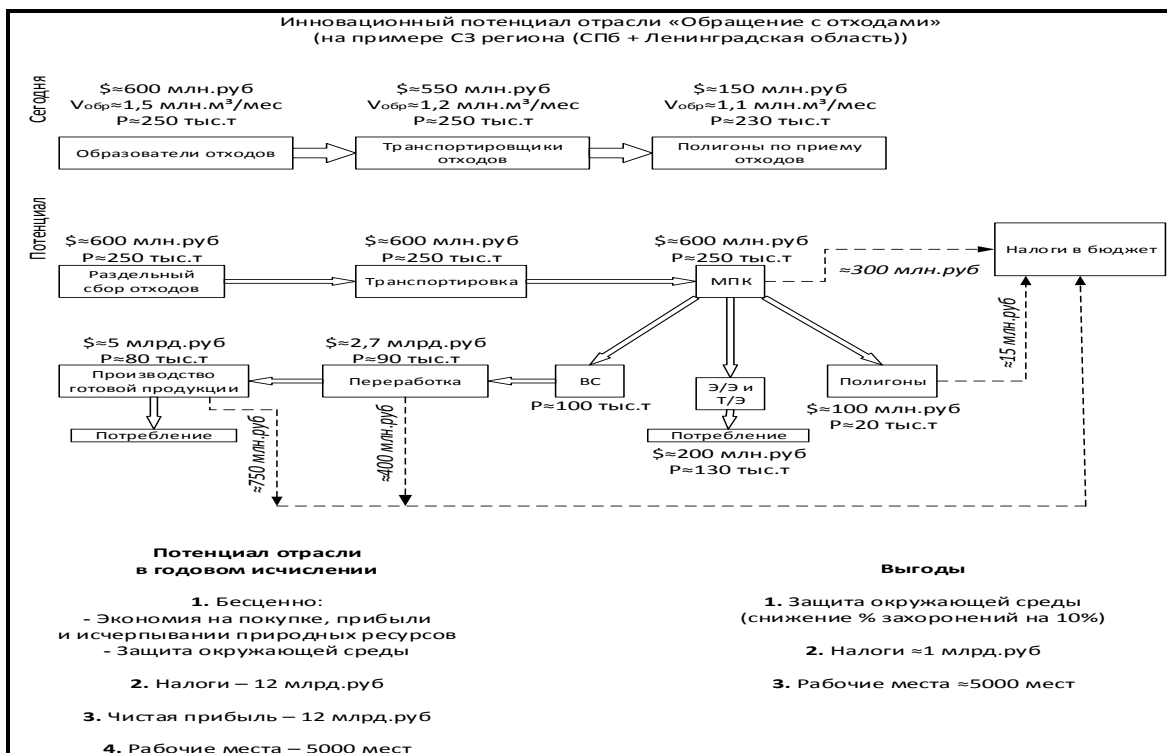 Инновационный потенциал отрасли «Обращение с отходами»
(на примере СЗ региона (СПб + Ленинградская область))
Сегодня
$≈600 млн.руб
Vобр≈1,5 млн.м³/мес
P≈250 тыс.т
$≈550 млн.руб
Vобр≈1,2 млн.м³/мес
P≈250 тыс.т
$≈150 млн.руб
Vобр≈1,1 млн.м³/мес
P≈230 тыс.т
Образователи отходов
Транспортировщики
отходов
Полигоны по приему
отходов
Потенциал
$≈600 млн.руб
P≈250 тыс.т
$≈600 млн.руб
P≈250 тыс.т
$≈600 млн.руб
P≈250 тыс.т
Раздельный
сбор отходов
Транспортировка
МПК
≈300 млн.руб
Налоги в бюджет
$≈5 млрд.руб
P≈80 тыс.т
$≈2,7 млрд.руб
P≈90 тыс.т
Производство
готовой продукции
Переработка
ВС
P≈100 тыс.т
Э/Э и
Т/Э
Полигоны
$≈100 млн.руб
P≈20 тыс.т
≈15 млн.руб
Потребление
≈750 млн.руб
≈400 млн.руб
Потребление
$≈200 млн.руб
P≈130 тыс.т
Потенциал отрасли
в годовом исчислении
1. Бесценно:
- Экономия на покупке, прибыли
и исчерпывании природных ресурсов
- Защита окружающей среды
2. Налоги – 12 млрд.руб
3. Чистая прибыль – 12 млрд.руб
4. Рабочие места – 5000 мест
Выгоды
1. Защита окружающей среды
(снижение % захоронений на 10%)
2. Налоги ≈1 млрд.руб
3. Рабочие места ≈5000 мест